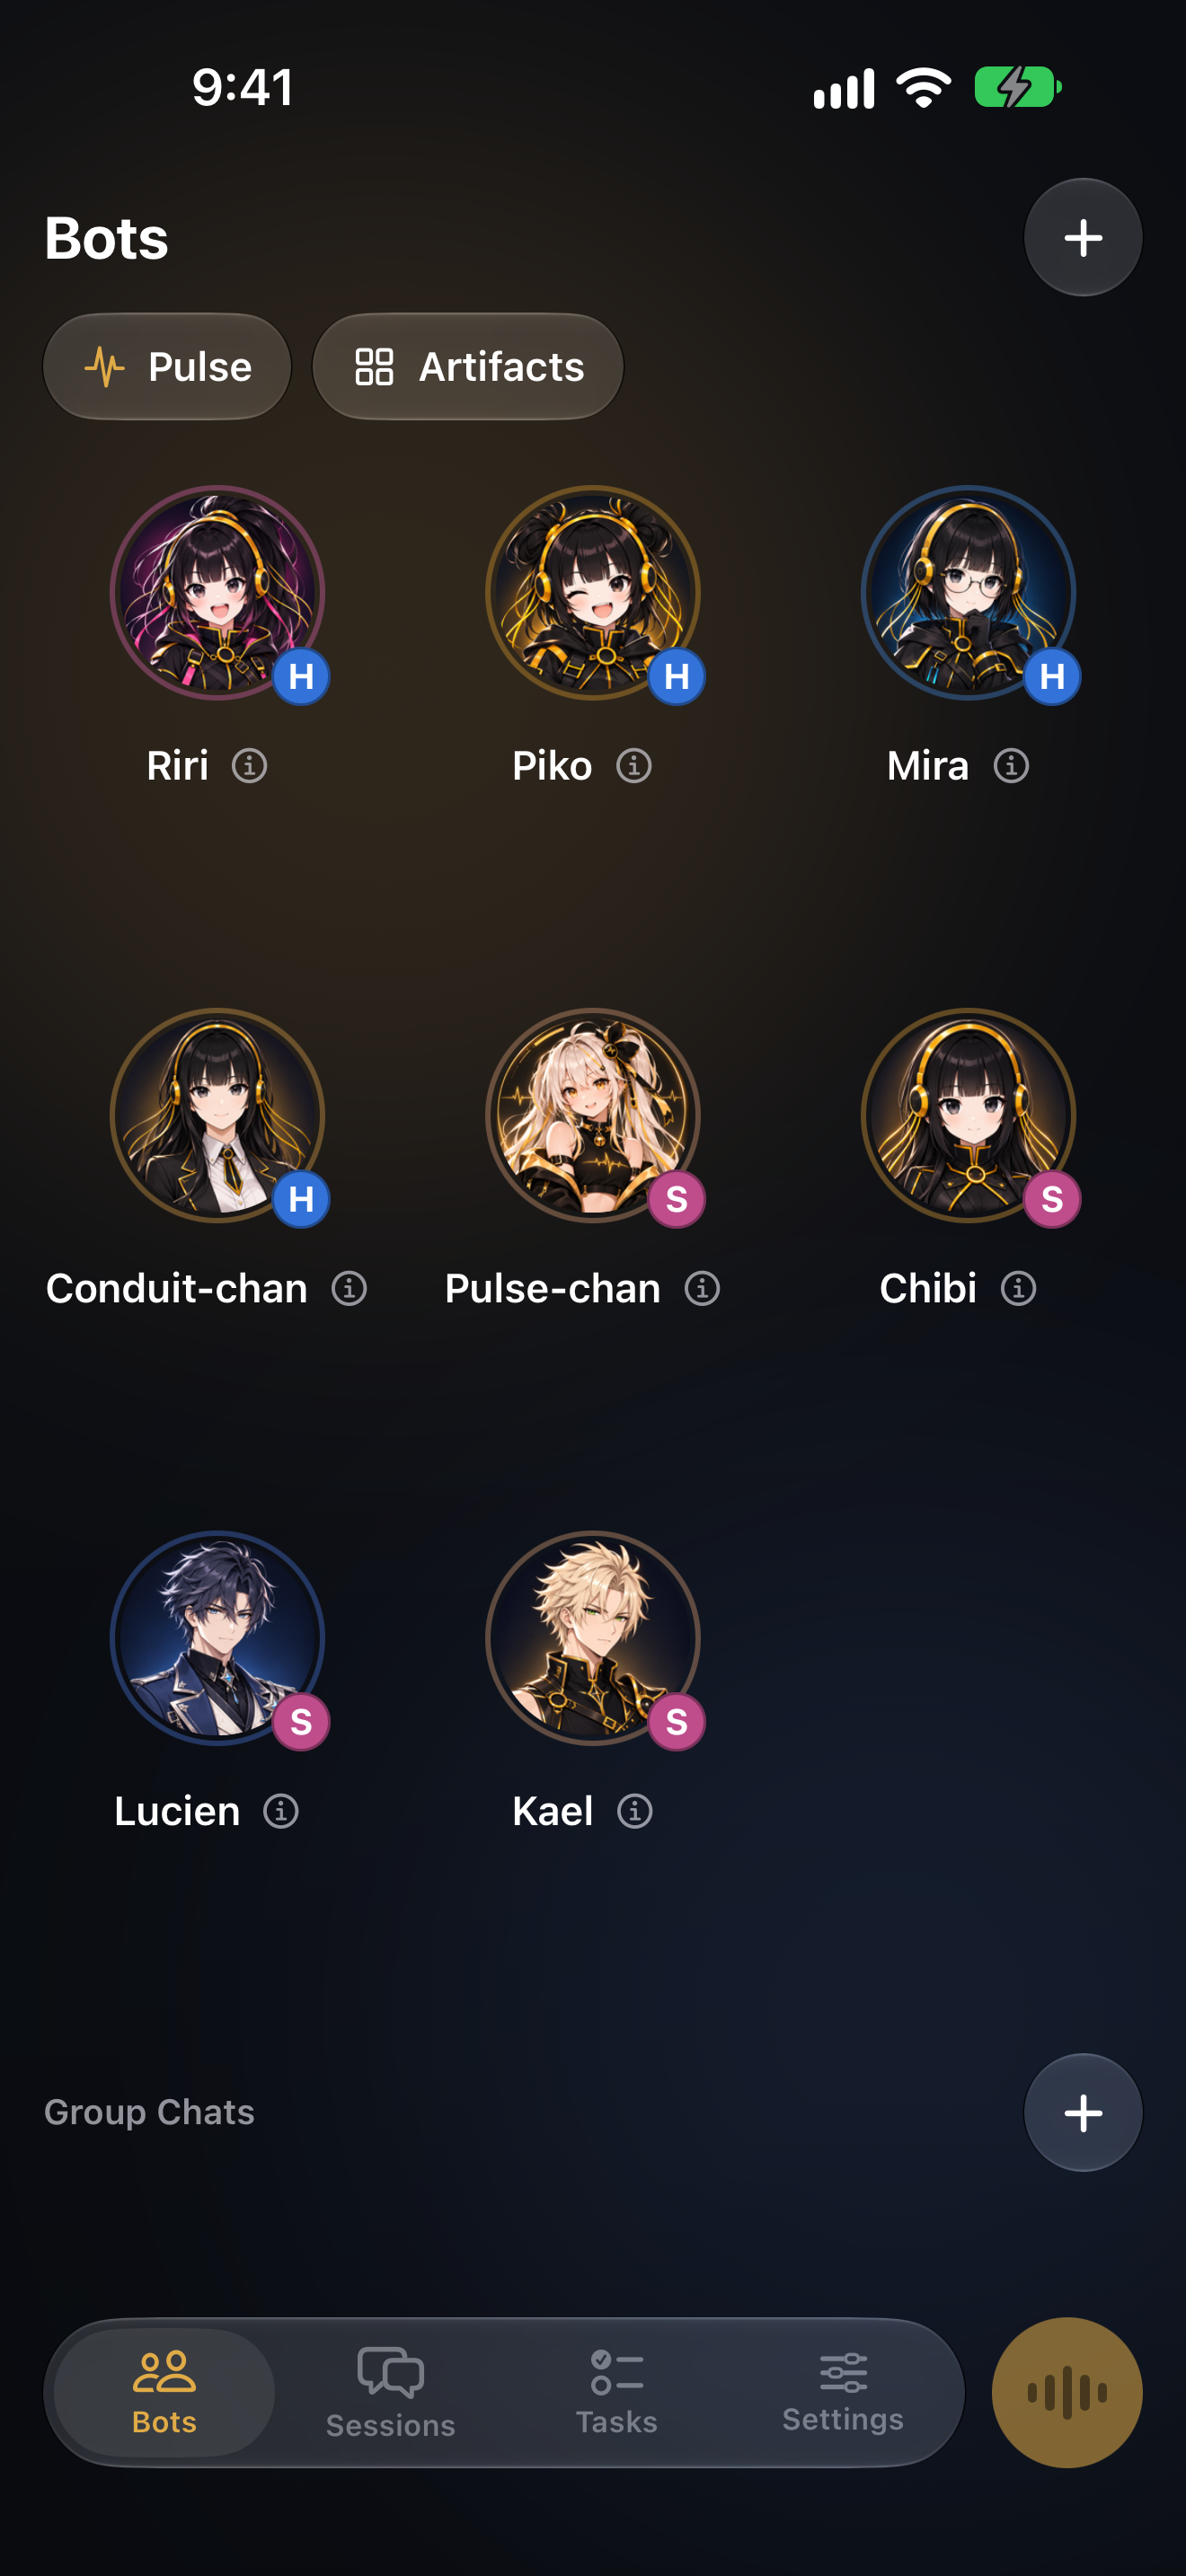 9:41
Bots
Pulse
Artifacts
H
H
H
Riri
Piko
Mira
H
S
S
Conduit-chan
Pulse-chan
Chibi
S
S
Lucien
Kael
Group Chats
Bots
Sessions
Tasks
Settings